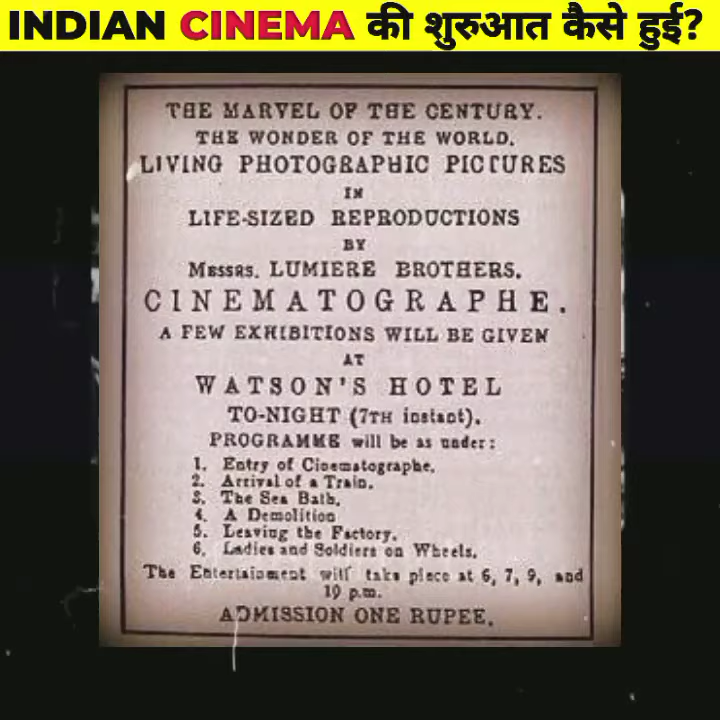 INDIAN CINEMA की शुरुआत कैसे हुई?
THE MARVEL OF THE CENTURY.
THE WONDER OF THE WORLD.
LIVING PHOTOGRAPHIC PICTURES
IN
LIFE-SIZED REPRODUCTIONS
BY
MESSRS. LUMIERE BROTHERS.
CINEMATOGRAPHE.
A FEW EXHIBITIONS WILL BE GIVEN
AT
WATSON'S HOTEL
TO-NIGHT (7TH instant).
PROGRAMME will be as under:
1. Entry of Cinematographe.
2. Arrival of a Train.
3. The Sea Bath.
4. A Demolition
5. Leaving the Factory.
6. Ladies and Soldiers on Wheels.
The Entertainment will take place at 6, 7, 9, and
10 p.m.
ADMISSION ONE RUPEE.